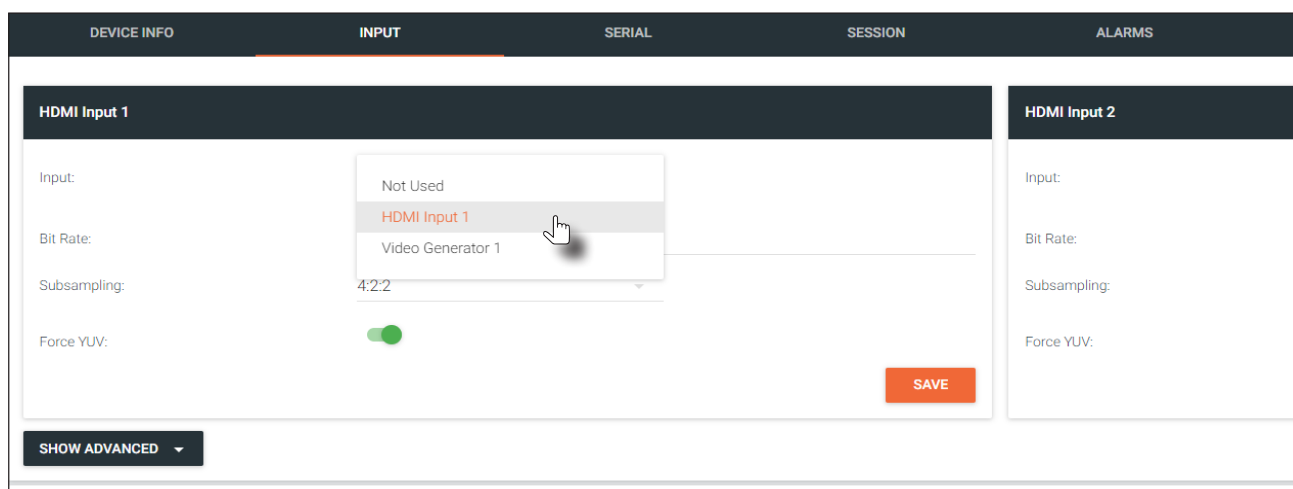 DEVICE INFO INPUT SERIAL SESSION ALARMS
HDMI Input 1
Input:
Not Used
HDMI Input 1
Video Generator 1
Bit Rate:
Subsampling:
4:2:2
Force YUV:
SAVE
HDMI Input 2
Input:
Bit Rate:
Subsampling:
Force YUV:
SHOW ADVANCED